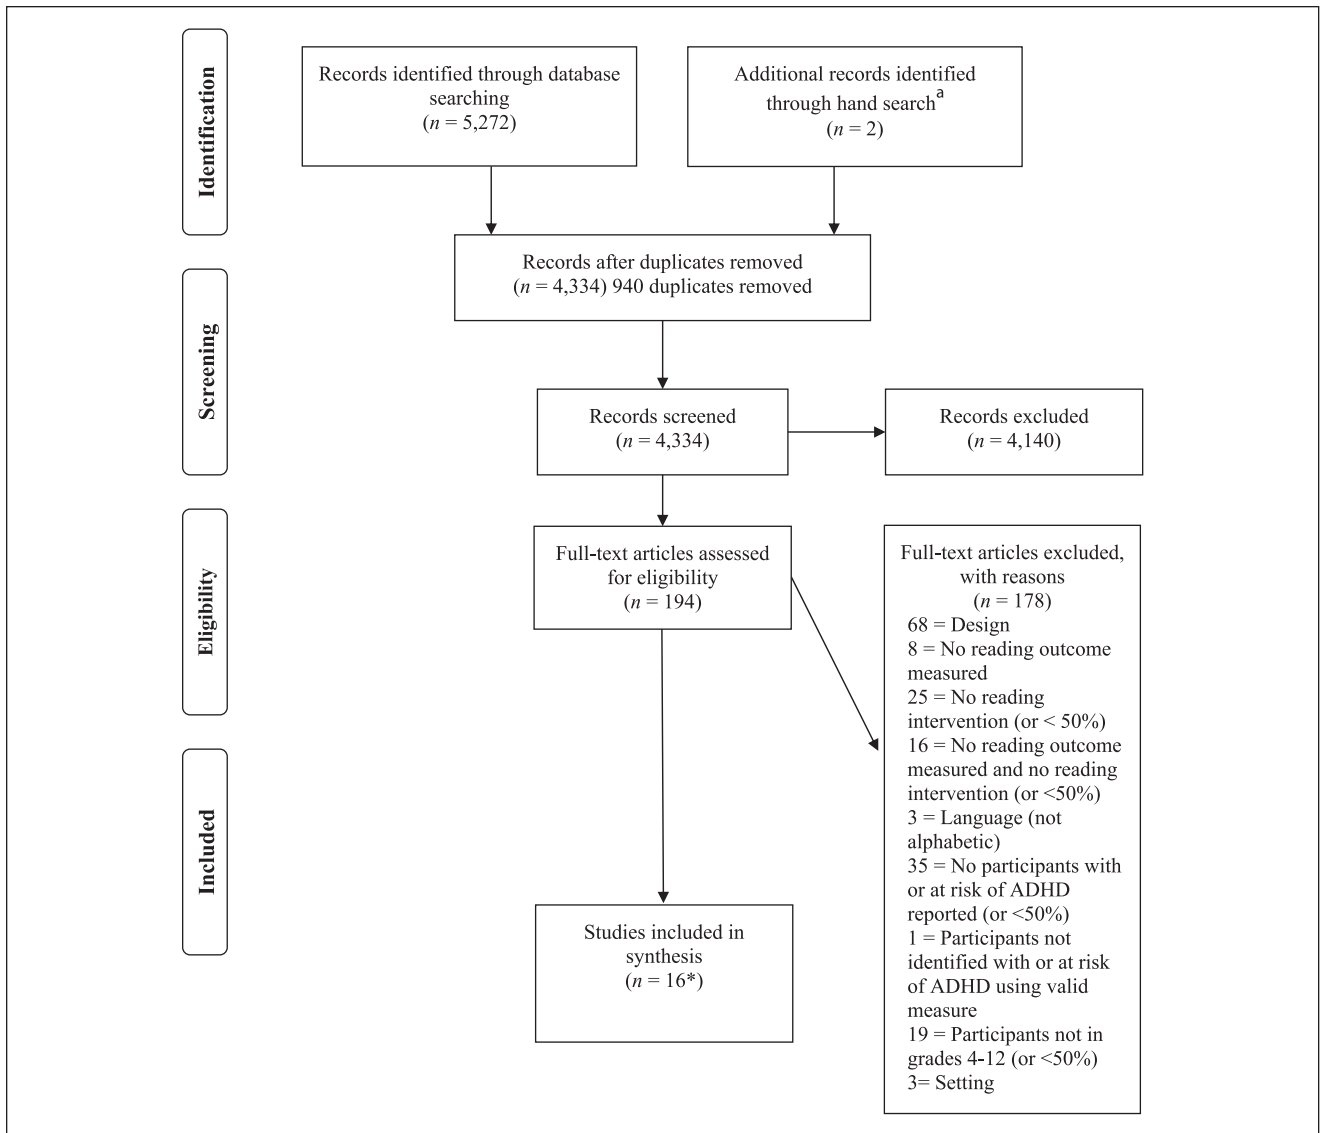 Identification
Records identified through database
searching
(n = 5,272)
Additional records identified
through hand searchᵃ
(n = 2)
Records after duplicates removed
(n = 4,334) 940 duplicates removed
Screening
Records screened
(n = 4,334)
Records excluded
(n = 4,140)
Eligibility
Full-text articles assessed
for eligibility
(n = 194)
Full-text articles excluded,
with reasons
(n = 178)
68 = Design
8 = No reading outcome
measured
25 = No reading
intervention (or < 50%)
16 = No reading outcome
measured and no reading
intervention (or <50%)
3 = Language (not
alphabetic)
35 = No participants with
or at risk of ADHD
reported (or <50%)
1 = Participants not
identified with or at risk
of ADHD using valid
measure
19 = Participants not in
grades 4-12 (or <50%)
3= Setting
Included
Studies included in
synthesis
(n = 16*)